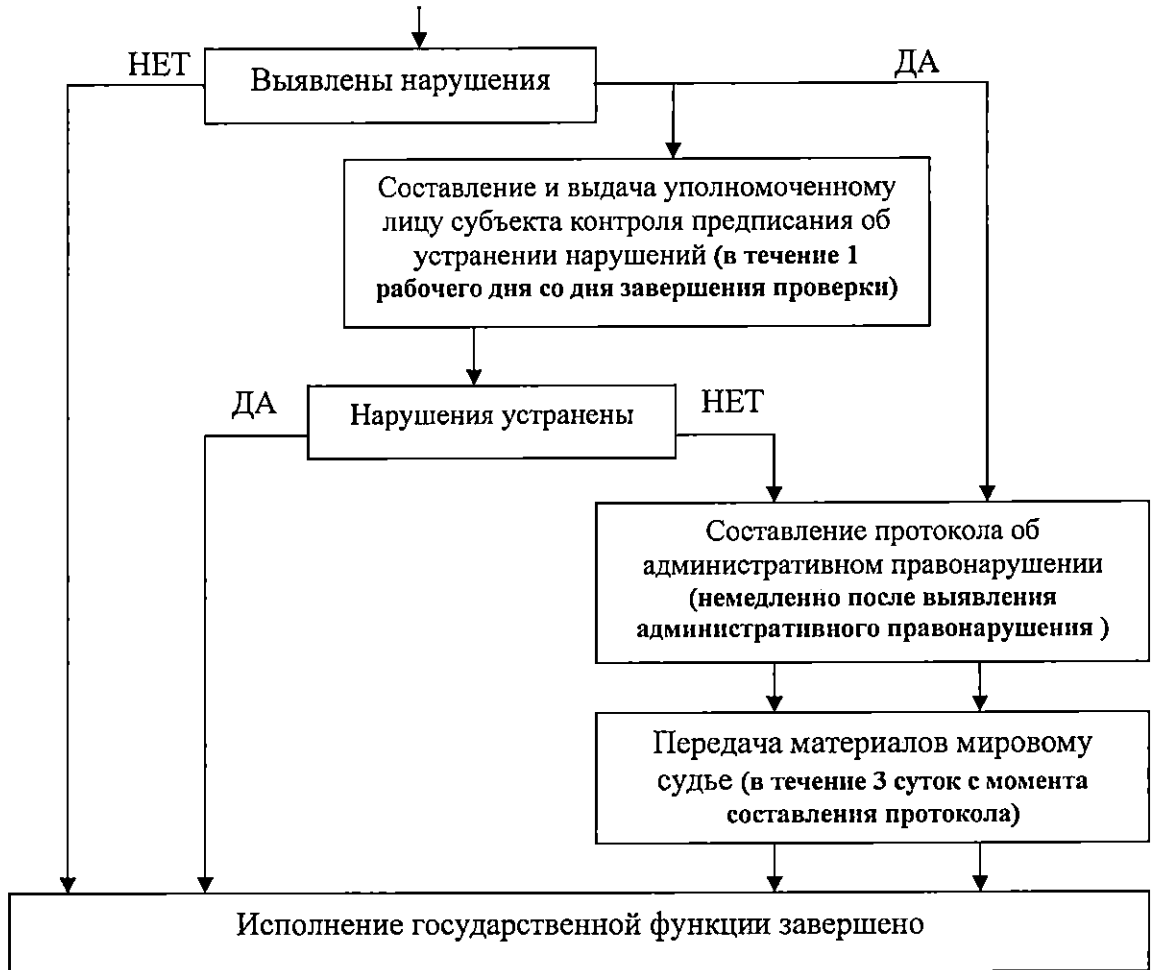 НЕТ
ДА
Выявлены нарушения
Составление и выдача уполномоченному
лицу субъекта контроля предписания об
устранении нарушений (в течение 1
рабочего дня со дня завершения проверки)
ДА
Нарушения устранены
НЕТ
Составление протокола об
административном правонарушении
(немедленно после выявления
административного правонарушения )
Передача материалов мировому
судье (в течение 3 суток с момента
составления протокола)
Исполнение государственной функции завершено